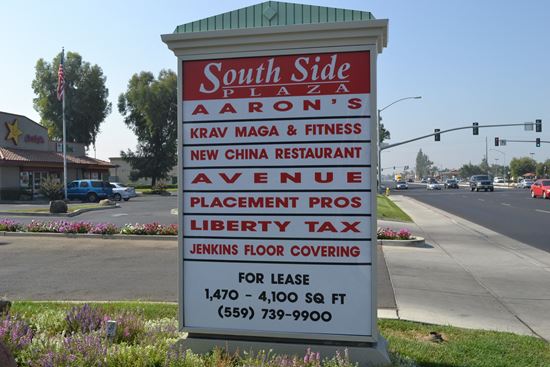 South Side
PLAZA
AARON'S
KRAV MAGA & FITNESS
NEW CHINA RESTAURANT
AVENUE
PLACEMENT PROS
LIBERTY TAX
JENKINS FLOOR COVERING
FOR LEASE
1,470 - 4,100 SQ FT
(559) 739-9900